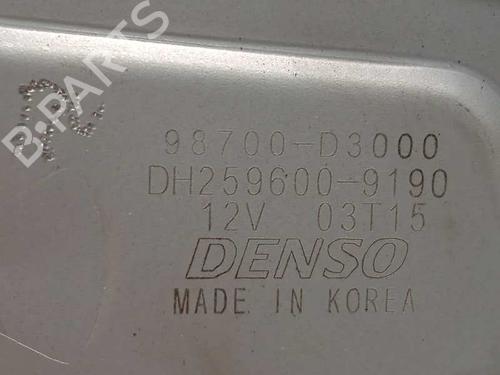 B-PARTS
98700-D3000
DH259600-9190
12V 03T15
DENSO
MADE IN KOREA